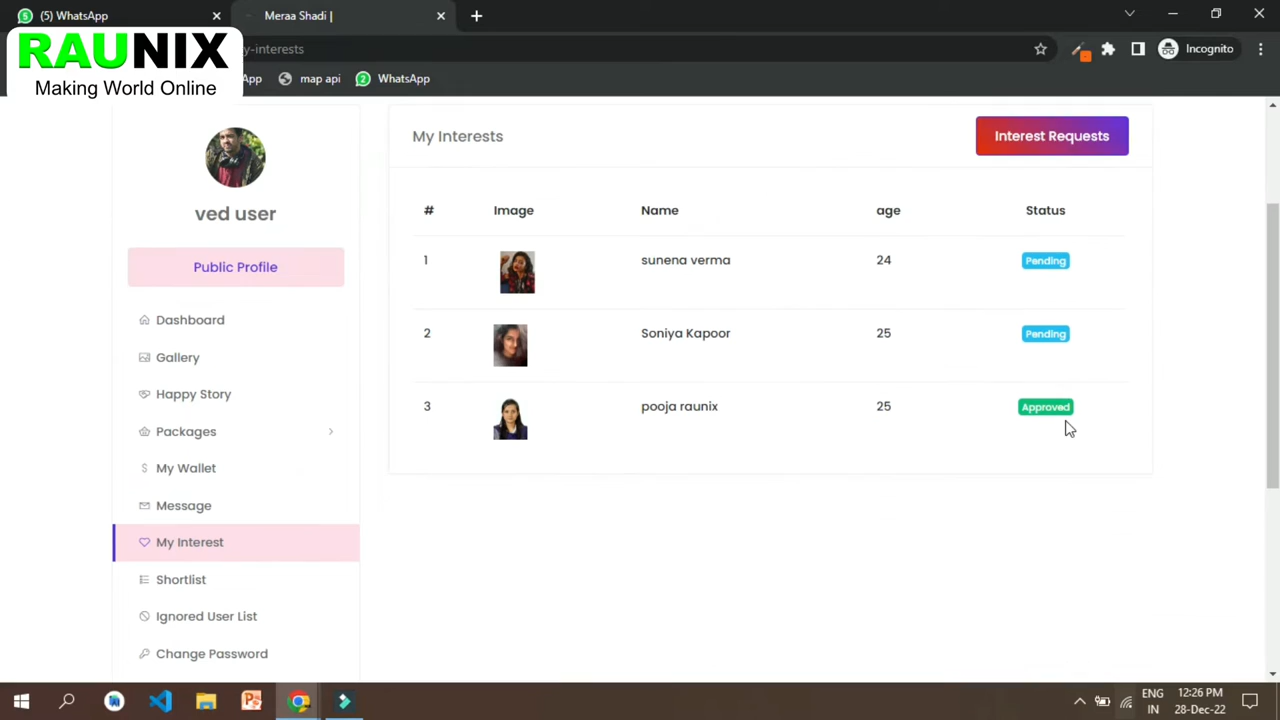 5
(5) WhatsApp
Meraa Shadi |
RAUNIX
Making World Online
y-interests
Incognito
App
map api
2
WhatsApp
My Interests
Interest Requests
ved user
Public Profile
Dashboard
Gallery
Happy Story
Packages
My Wallet
Message
My Interest
Shortlist
Ignored User List
Change Password
# Image Name age Status
1 sunena verma 24 Pending
2 Soniya Kapoor 25 Pending
3 pooja raunix 25 Approved
ENG
IN
12:26 PM
28-Dec-22